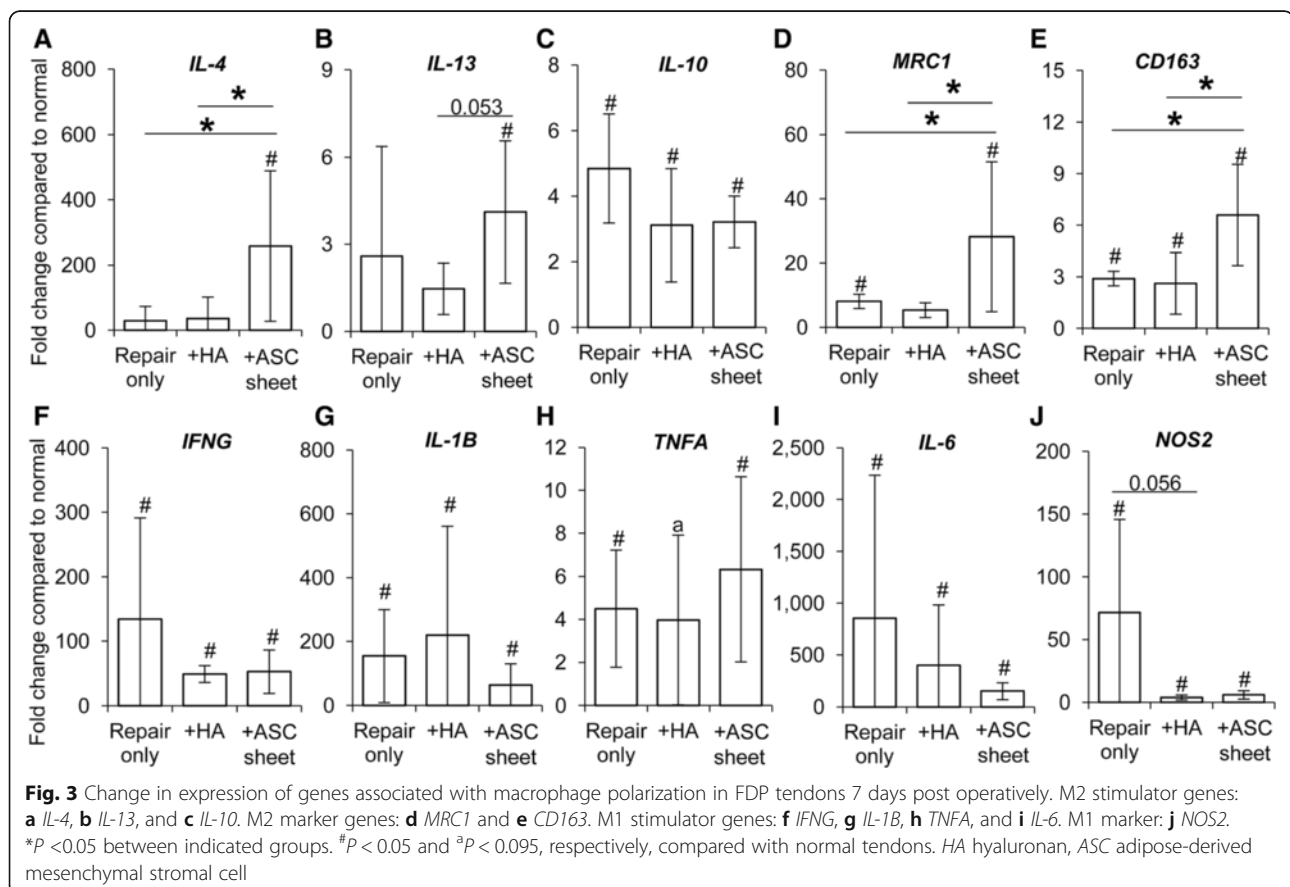 A
IL-4
Fold change compared to normal
800
600
400
200
0
*
*
#
Repair only
+HA
+ASC sheet
B
IL-13
9
6
3
0
0.053
#
Repair only
+HA
+ASC sheet
C
IL-10
8
6
4
2
0
#
#
#
Repair only
+HA
+ASC sheet
D
MRC1
80
60
40
20
0
*
*
#
#
Repair only
+HA
+ASC sheet
E
CD163
15
12
9
6
3
0
*
*
#
#
#
Repair only
+HA
+ASC sheet
F
IFNG
Fold change compared to normal
400
300
200
100
0
#
#
#
Repair only
+HA
+ASC sheet
G
IL-1B
800
600
400
200
0
#
#
#
Repair only
+HA
+ASC sheet
H
TNFA
12
10
8
6
4
2
0
#
a
#
Repair only
+HA
+ASC sheet
I
IL-6
2,500
2,000
1,500
1,000
500
0
#
#
#
Repair only
+HA
+ASC sheet
J
NOS2
200
150
100
50
0
0.056
#
#
#
Repair only
+HA
+ASC sheet
Fig. 3 Change in expression of genes associated with macrophage polarization in FDP tendons 7 days post operatively. M2 stimulator genes:
a IL-4, b IL-13, and c IL-10. M2 marker genes: d MRC1 and e CD163. M1 stimulator genes: f IFNG, g IL-1B, h TNFA, and i IL-6. M1 marker: j NOS2.
*P <0.05 between indicated groups. #P < 0.05 and aP < 0.095, respectively, compared with normal tendons. HA hyaluronan, ASC adipose-derived
mesenchymal stromal cell